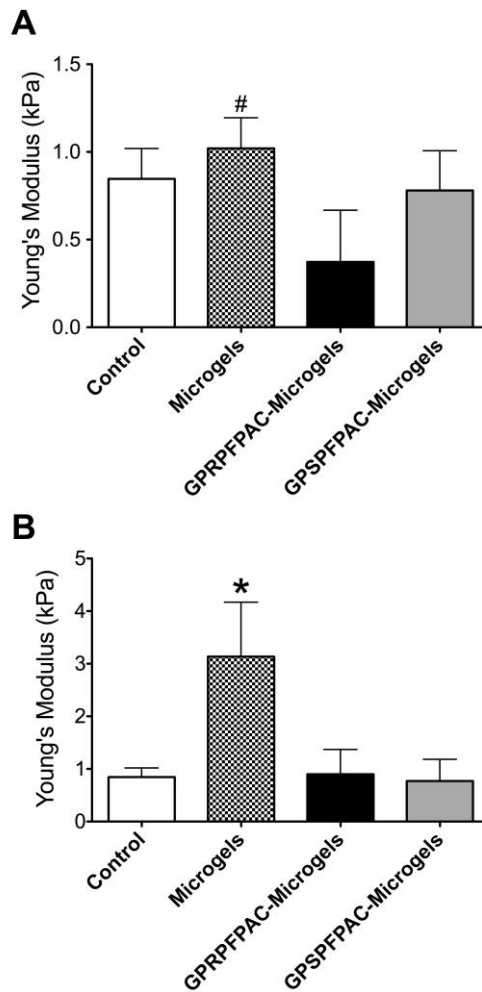 A
Young's Modulus (kPa)
1.5
1.0
0.5
0.0
#
Control
Microgels
GPRPFPAC-Microgels
GPSPFPAC-Microgels
B
Young's Modulus (kPa)
5
4
3
2
1
0
*
Control
Microgels
GPRPFPAC-Microgels
GPSPFPAC-Microgels